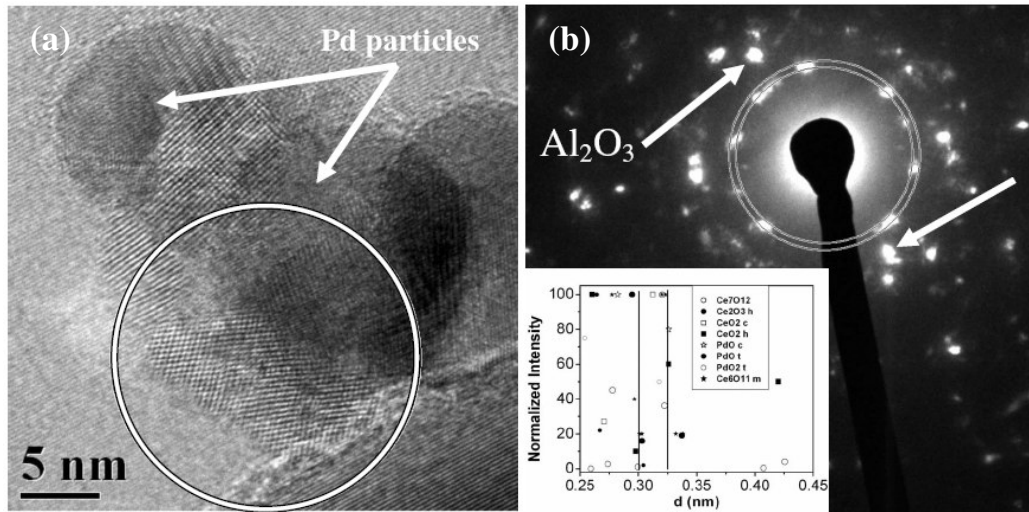 (a)
Pd particles
5 nm
(b)
Al₂O₃
100
80
60
40
20
0
Normalized Intensity
Ce7O12
Ce2O3 h
CeO2 c
CeO2 h
PdO c
PdO t
PdO2 t
Ce6O11 m
0.25 0.30 0.35 0.40 0.45
d (nm)